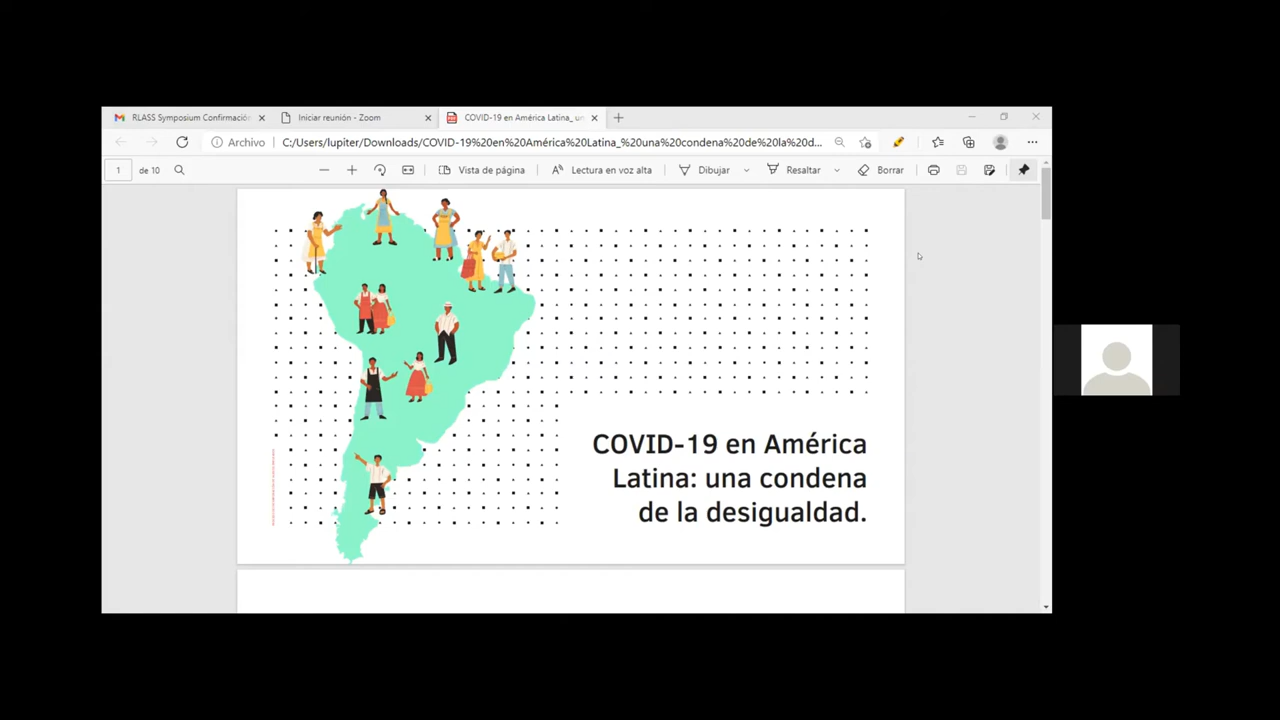 RLASS Symposium Confirmació
Iniciar reunión - Zoom
COVID-19 en América Latina_ un
Archivo
C:/Users/lupiter/Downloads/COVID-19%20en%20América%20Latina_%20una%20condena%20de%20la%20d...
1
de 10
Vista de página
Lectura en voz alta
Dibujar
Resaltar
Borrar
COVID-19 en América
Latina: una condena
de la desigualdad.